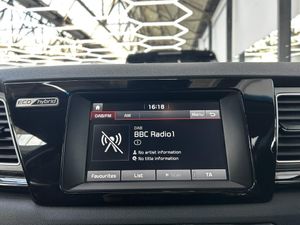 eco hybrid
16:18
DAB/FM AM Menu
DAB
BBC Radio1
No artist information
No title information
Favourites List Scan TA